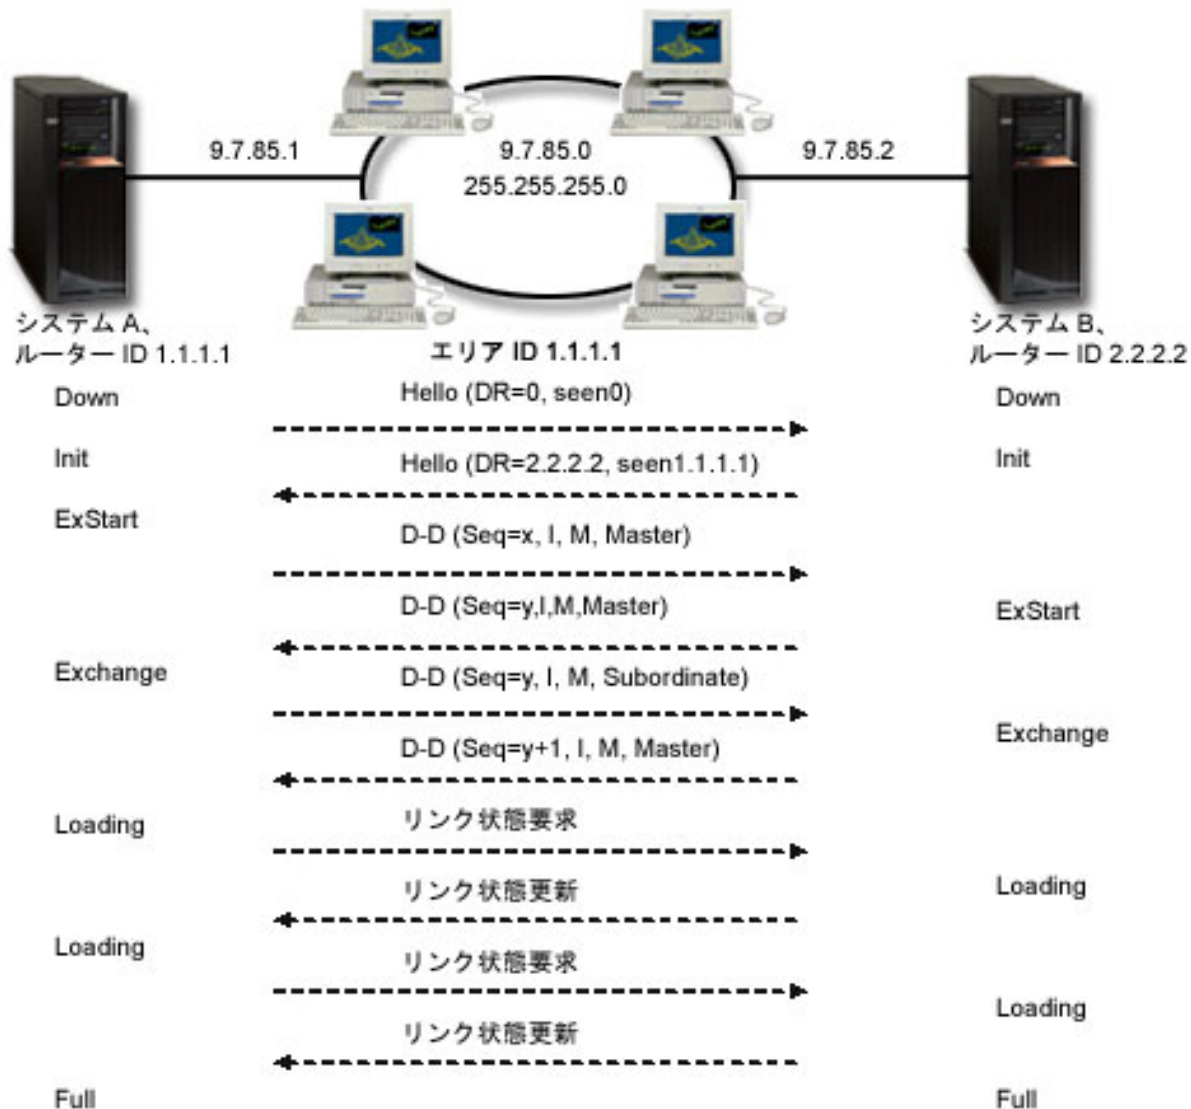 9.7.85.1
9.7.85.0
9.7.85.2
255.255.255.0
システム A、
ルーター ID 1.1.1.1
エリア ID 1.1.1.1
システム B、
ルーター ID 2.2.2.2
Down
Hello (DR=0, seen0)
Down
Init
Hello (DR=2.2.2.2, seen1.1.1.1)
Init
ExStart
D-D (Seq=x, I, M, Master)
D-D (Seq=y,I,M,Master)
ExStart
Exchange
D-D (Seq=y, I, M, Subordinate)
D-D (Seq=y+1, I, M, Master)
Exchange
Loading
リンク状態要求
リンク状態更新
Loading
Loading
リンク状態要求
Loading
リンク状態更新
Full
Full